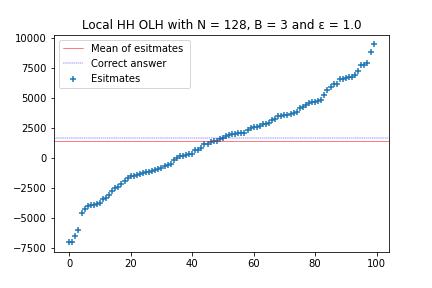 Local HH OLH with N = 128, B = 3 and ε = 1.0
10000
7500
5000
2500
0
−2500
−5000
−7500
Mean of esitmates
Correct answer
Esitmates
0 20 40 60 80 100